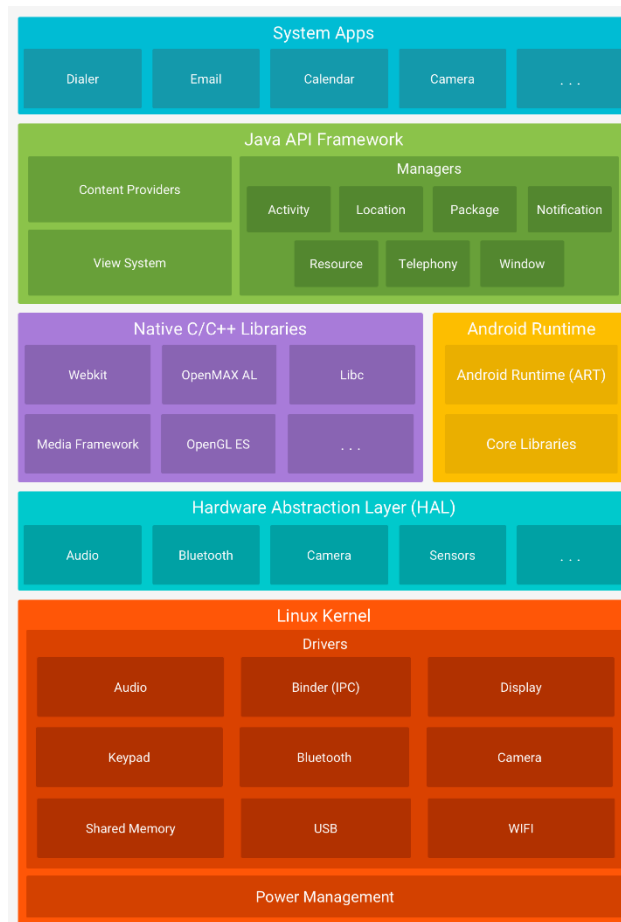 System Apps
Dialer
Email
Calendar
Camera
. . .
Java API Framework
Content Providers
View System
Managers
Activity
Location
Package
Notification
Resource
Telephony
Window
Native C/C++ Libraries
Webkit
OpenMAX AL
Libc
Media Framework
OpenGL ES
. . .
Android Runtime
Android Runtime (ART)
Core Libraries
Hardware Abstraction Layer (HAL)
Audio
Bluetooth
Camera
Sensors
. . .
Linux Kernel
Drivers
Audio
Binder (IPC)
Display
Keypad
Bluetooth
Camera
Shared Memory
USB
WIFI
Power Management